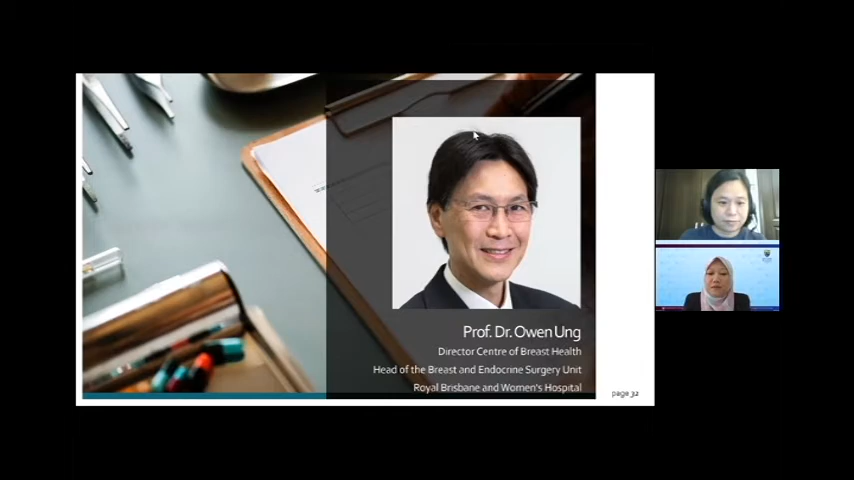 Prof. Dr. Owen Ung
Director Centre of Breast Health
Head of the Breast and Endocrine Surgery Unit
Royal Brisbane and Women's Hospital
page 32